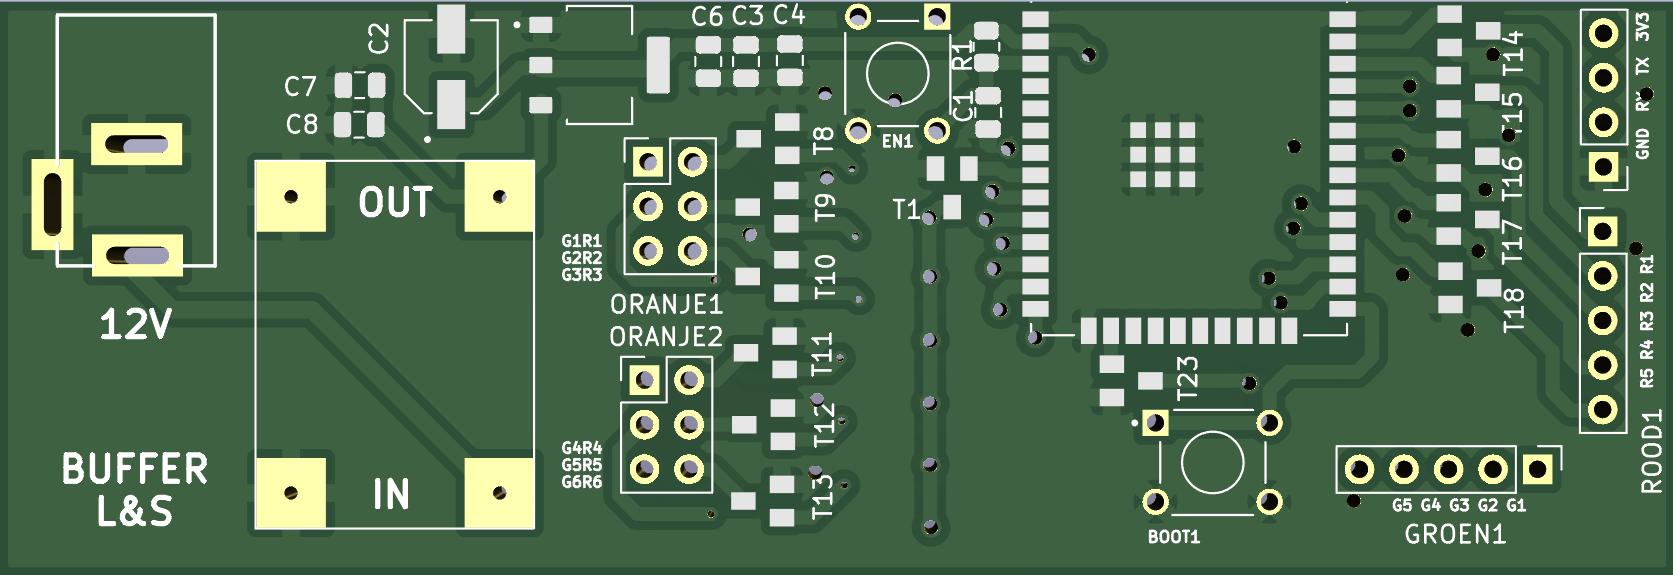 C2
C6 C3 C4
C7
C8
R1
C1
EN1
T8
T9
T10
T11
T12
T13
T1
T14
T15
T16
T17
T18
T23
3V3
TX
RX
GND
OUT
IN
12V
BUFFER
L&S
G1R1
G2R2
G3R3
ORANJE1
ORANJE2
G4R4
G5R5
G6R6
BOOT1
R1
R2
R3
R4
R5
ROOD1
G5 G4 G3 G2 G1
GROEN1